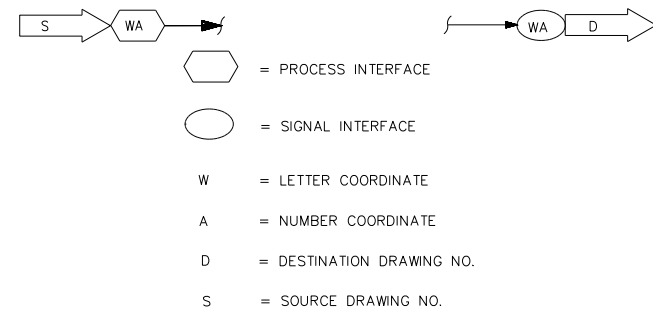 S WA WA D
= PROCESS INTERFACE
= SIGNAL INTERFACE
W = LETTER COORDINATE
A = NUMBER COORDINATE
D = DESTINATION DRAWING NO.
S = SOURCE DRAWING NO.